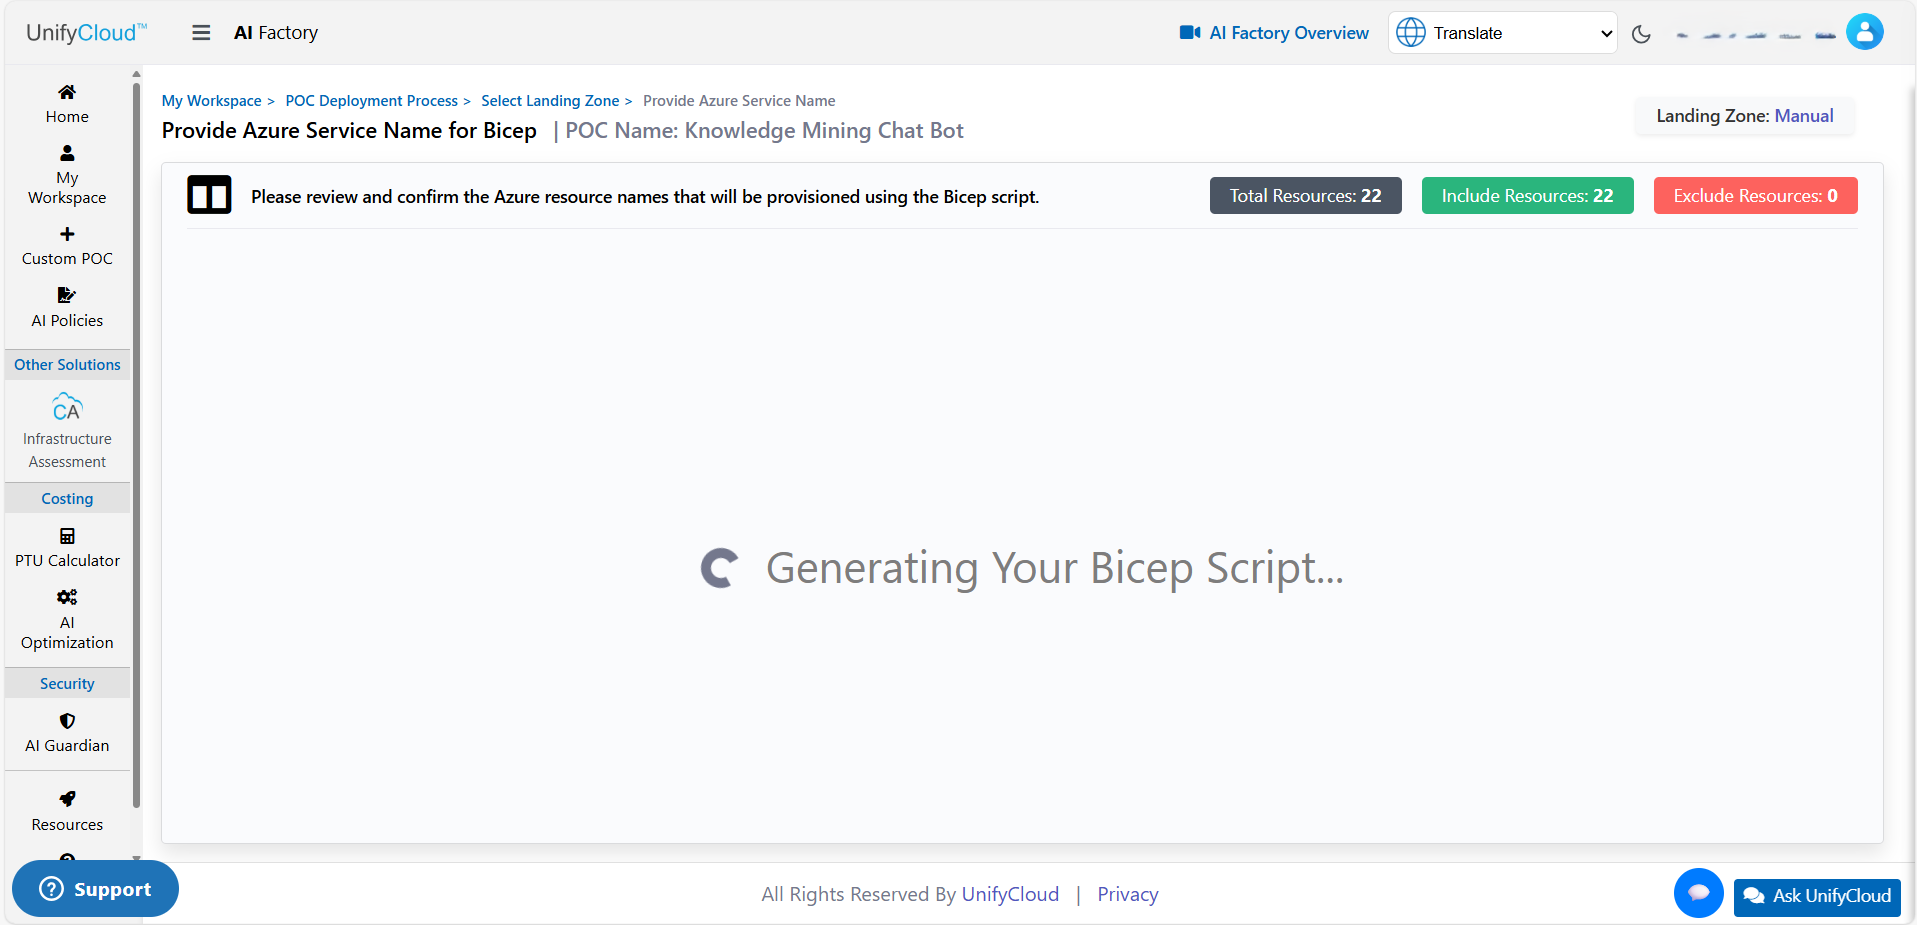 UnifyCloud™
AI Factory
AI Factory Overview
Translate
Home
My
Workspace
Custom POC
AI Policies
Other Solutions
CA
Infrastructure
Assessment
Costing
PTU Calculator
AI
Optimization
Security
AI Guardian
Resources
Support
My Workspace > POC Deployment Process > Select Landing Zone > Provide Azure Service Name
Provide Azure Service Name for Bicep | POC Name: Knowledge Mining Chat Bot
Landing Zone: Manual
Please review and confirm the Azure resource names that will be provisioned using the Bicep script.
Total Resources: 22
Include Resources: 22
Exclude Resources: 0
Generating Your Bicep Script...
All Rights Reserved By UnifyCloud | Privacy
Ask UnifyCloud